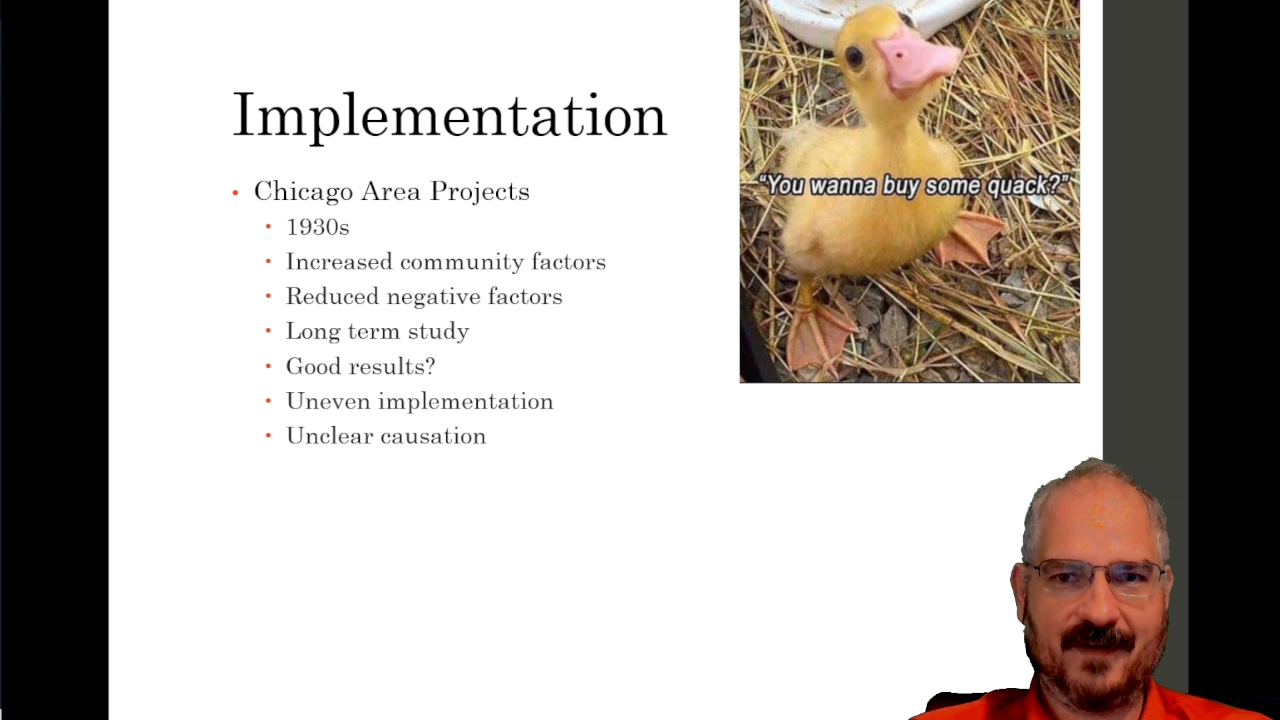 Implementation
• Chicago Area Projects
• 1930s
• Increased community factors
• Reduced negative factors
• Long term study
• Good results?
• Uneven implementation
• Unclear causation
“You wanna buy some quack?”